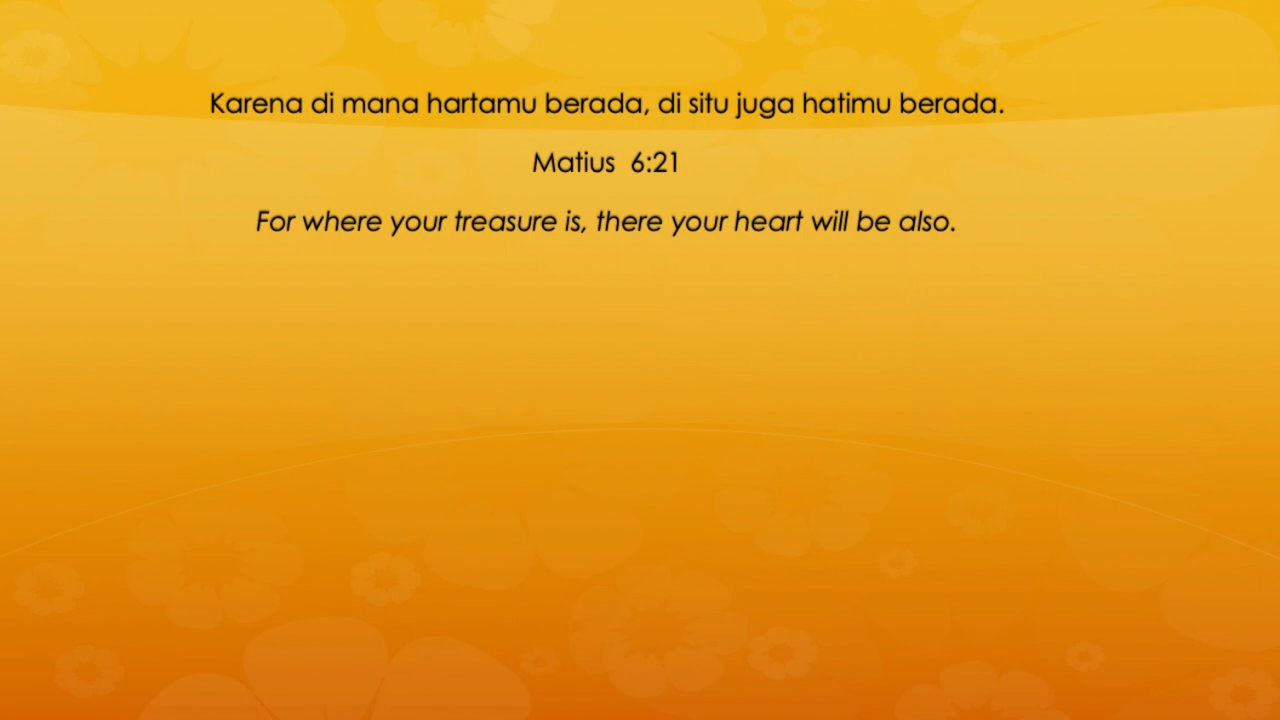 Karena di mana hartamu berada, di situ juga hatimu berada.
Matius  6:21
For where your treasure is, there your heart will be also.